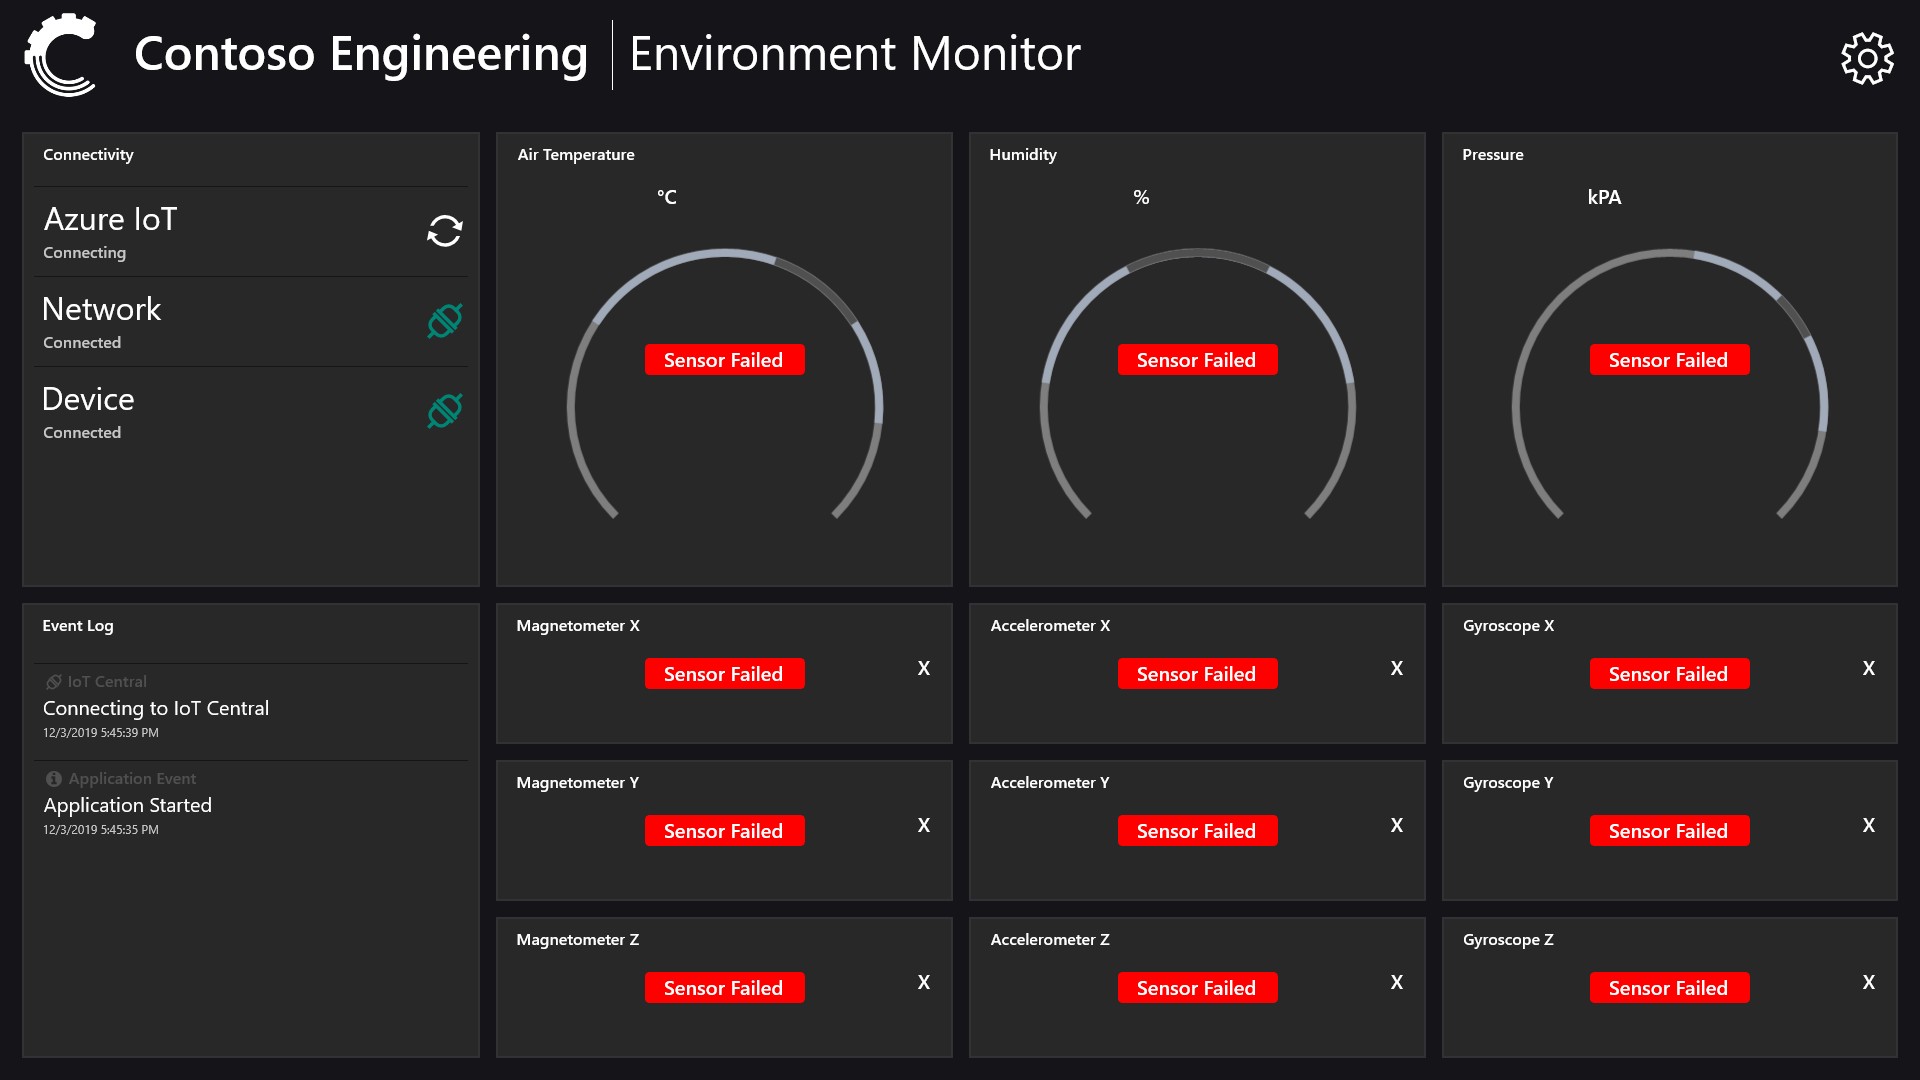 Contoso Engineering
Environment Monitor
Connectivity
Azure IoT
Connecting
Network
Connected
Device
Connected
Air Temperature
°C
Sensor Failed
Humidity
%
Sensor Failed
Pressure
kPA
Sensor Failed
Event Log
IoT Central
Connecting to IoT Central
12/3/2019 5:45:39 PM
Application Event
Application Started
12/3/2019 5:45:35 PM
Magnetometer X
Sensor Failed
X
Accelerometer X
Sensor Failed
X
Gyroscope X
Sensor Failed
X
Magnetometer Y
Sensor Failed
X
Accelerometer Y
Sensor Failed
X
Gyroscope Y
Sensor Failed
X
Magnetometer Z
Sensor Failed
X
Accelerometer Z
Sensor Failed
X
Gyroscope Z
Sensor Failed
X